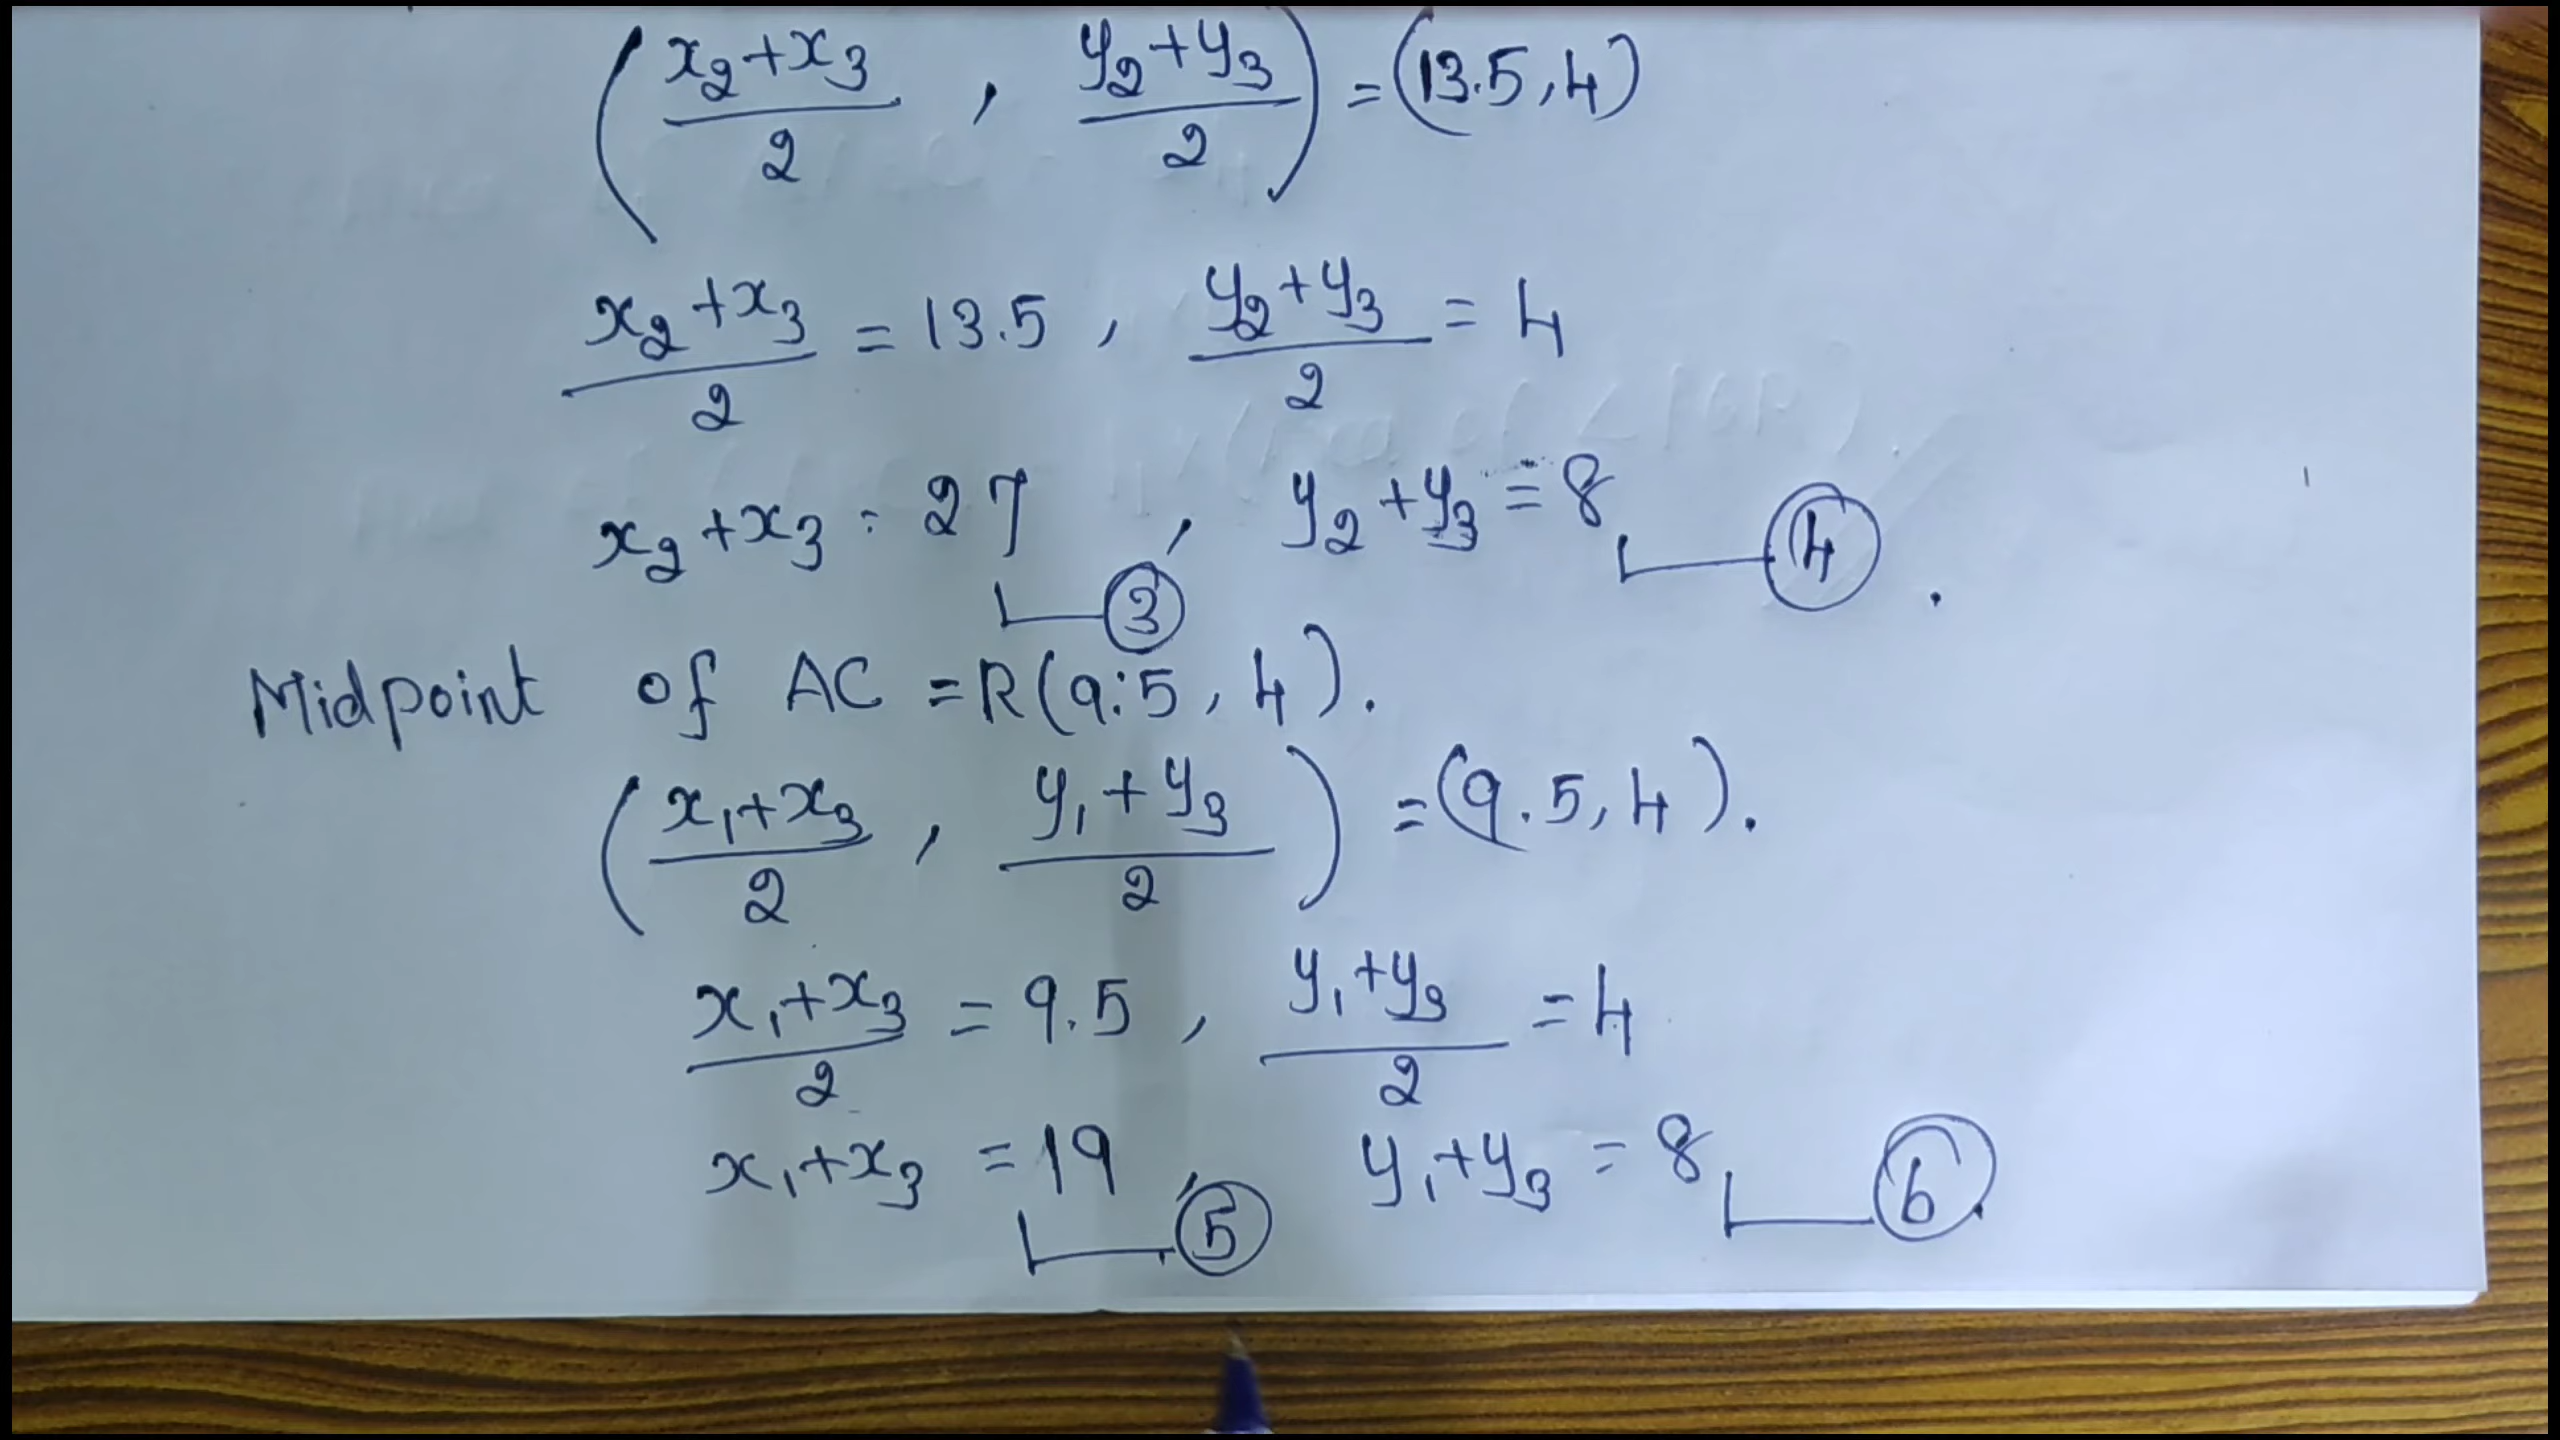 (x₂+x₃/2 , y₂+y₃/2) = (13.5, 4)
x₂+x₃/2 = 13.5 , y₂+y₃/2 = 4
x₂+x₃ = 27 ③ , y₂+y₃ = 8 ④ .
Midpoint of AC = R(9.5, 4).
(x₁+x₃/2 , y₁+y₃/2) = (9.5, 4).
x₁+x₃/2 = 9.5 , y₁+y₃/2 = 4
x₁+x₃ = 19 ⑤ , y₁+y₃ = 8 ⑥.